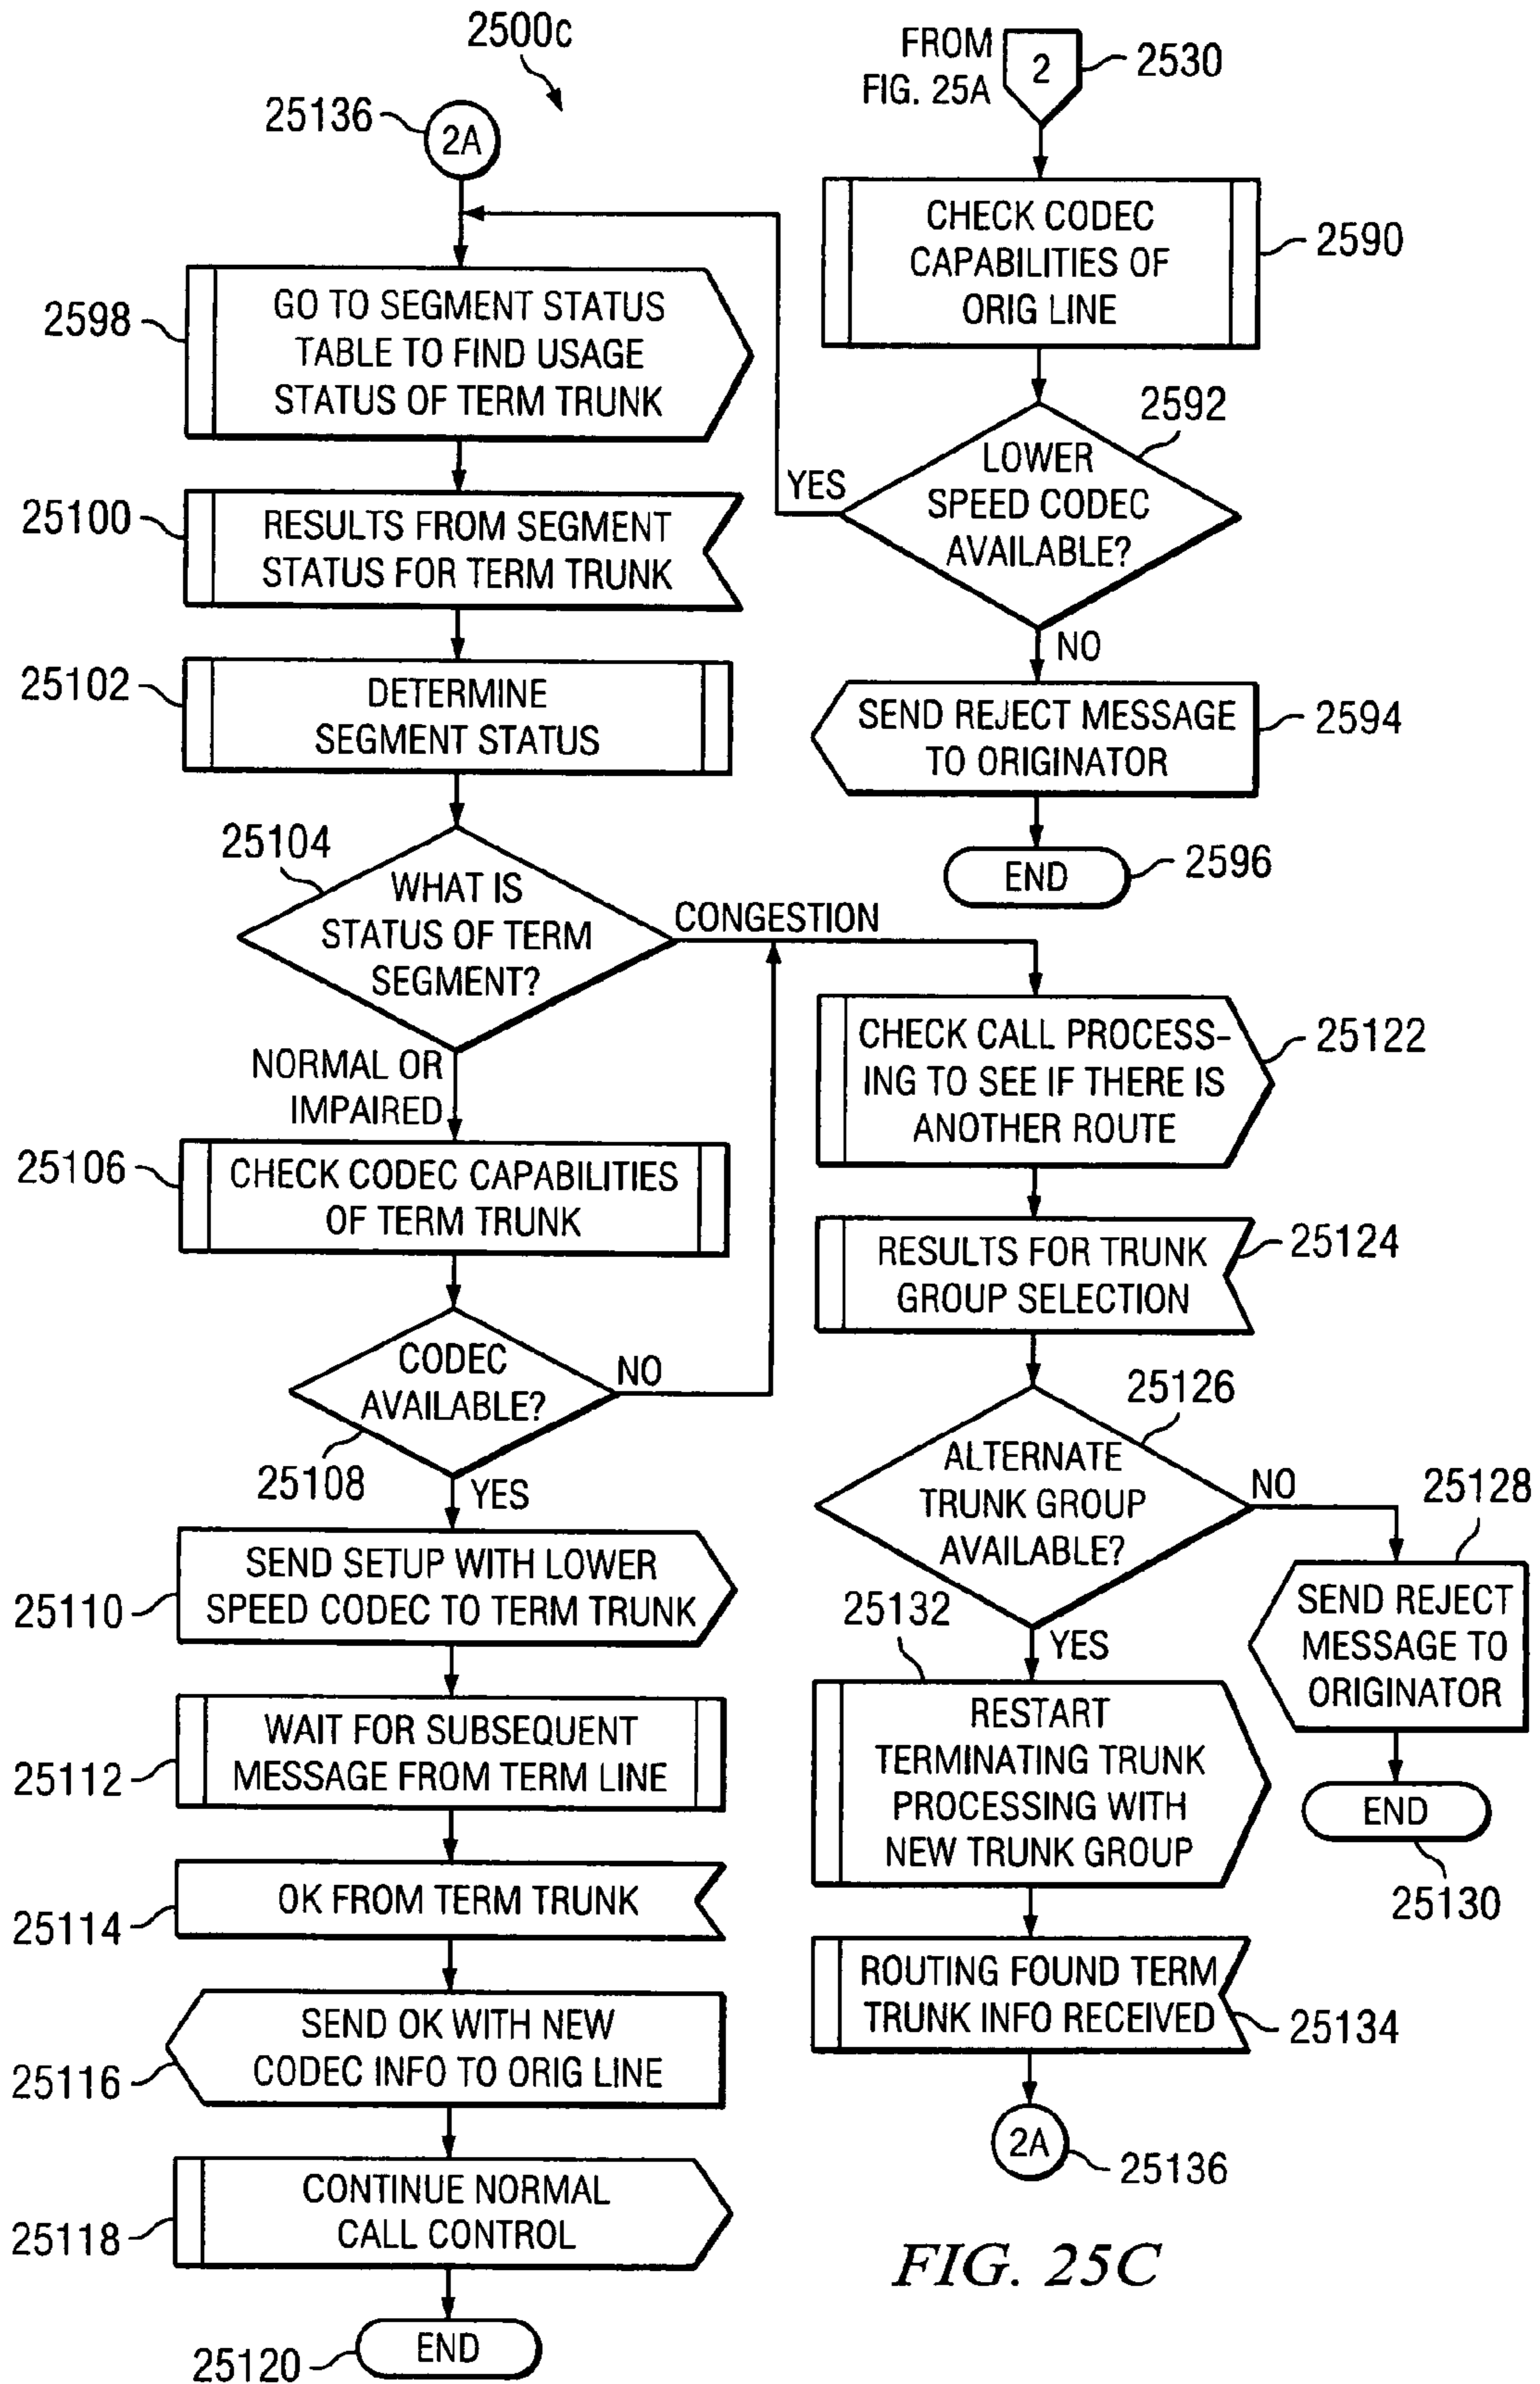 2500c
25136
2A
2598
GO TO SEGMENT STATUS
TABLE TO FIND USAGE
STATUS OF TERM TRUNK
25100
RESULTS FROM SEGMENT
STATUS FOR TERM TRUNK
25102
DETERMINE
SEGMENT STATUS
25104
WHAT IS
STATUS OF TERM
SEGMENT?
CONGESTION
NORMAL OR
IMPAIRED
25106
CHECK CODEC CAPABILITIES
OF TERM TRUNK
CODEC
AVAILABLE?
NO
25108
YES
SEND SETUP WITH LOWER
SPEED CODEC TO TERM TRUNK
25110
WAIT FOR SUBSEQUENT
MESSAGE FROM TERM LINE
25112
OK FROM TERM TRUNK
25114
SEND OK WITH NEW
CODEC INFO TO ORIG LINE
25116
CONTINUE NORMAL
CALL CONTROL
25118
END
25120
FROM
FIG. 25A
2
2530
CHECK CODEC
CAPABILITIES OF
ORIG LINE
2590
2592
LOWER
SPEED CODEC
AVAILABLE?
YES
NO
SEND REJECT MESSAGE
TO ORIGINATOR
2594
END
2596
CHECK CALL PROCESS-
ING TO SEE IF THERE IS
ANOTHER ROUTE
25122
RESULTS FOR TRUNK
GROUP SELECTION
25124
25126
ALTERNATE
TRUNK GROUP
AVAILABLE?
NO
25128
SEND REJECT
MESSAGE TO
ORIGINATOR
END
25130
YES
25132
RESTART
TERMINATING TRUNK
PROCESSING WITH
NEW TRUNK GROUP
ROUTING FOUND TERM
TRUNK INFO RECEIVED
25134
2A
25136
FIG. 25C